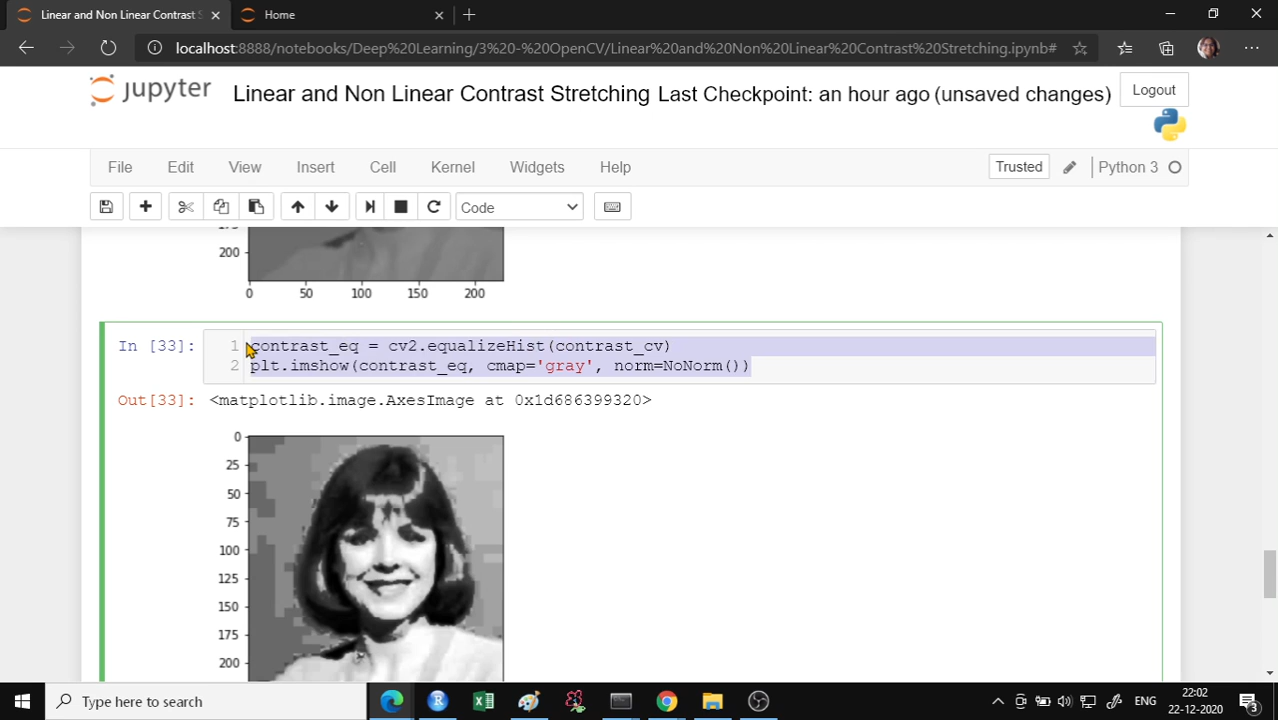 Linear and Non Linear Contrast S
Home
localhost:8888/notebooks/Deep%20Learning/3%20-%20OpenCV/Linear%20and%20Non%20Linear%20Contrast%20Stretching.ipynb#
jupyter
Linear and Non Linear Contrast Stretching Last Checkpoint: an hour ago (unsaved changes)
Logout
File Edit View Insert Cell Kernel Widgets Help
Trusted
Python 3
Code
175
200
0 50 100 150 200
In [33]:
1 contrast_eq = cv2.equalizeHist(contrast_cv)
2 plt.imshow(contrast_eq, cmap='gray', norm=NoNorm())
Out[33]: <matplotlib.image.AxesImage at 0x1d686399320>
0
25
50
75
100
125
150
175
200
Type here to search
ENG
22:02
22-12-2020
3